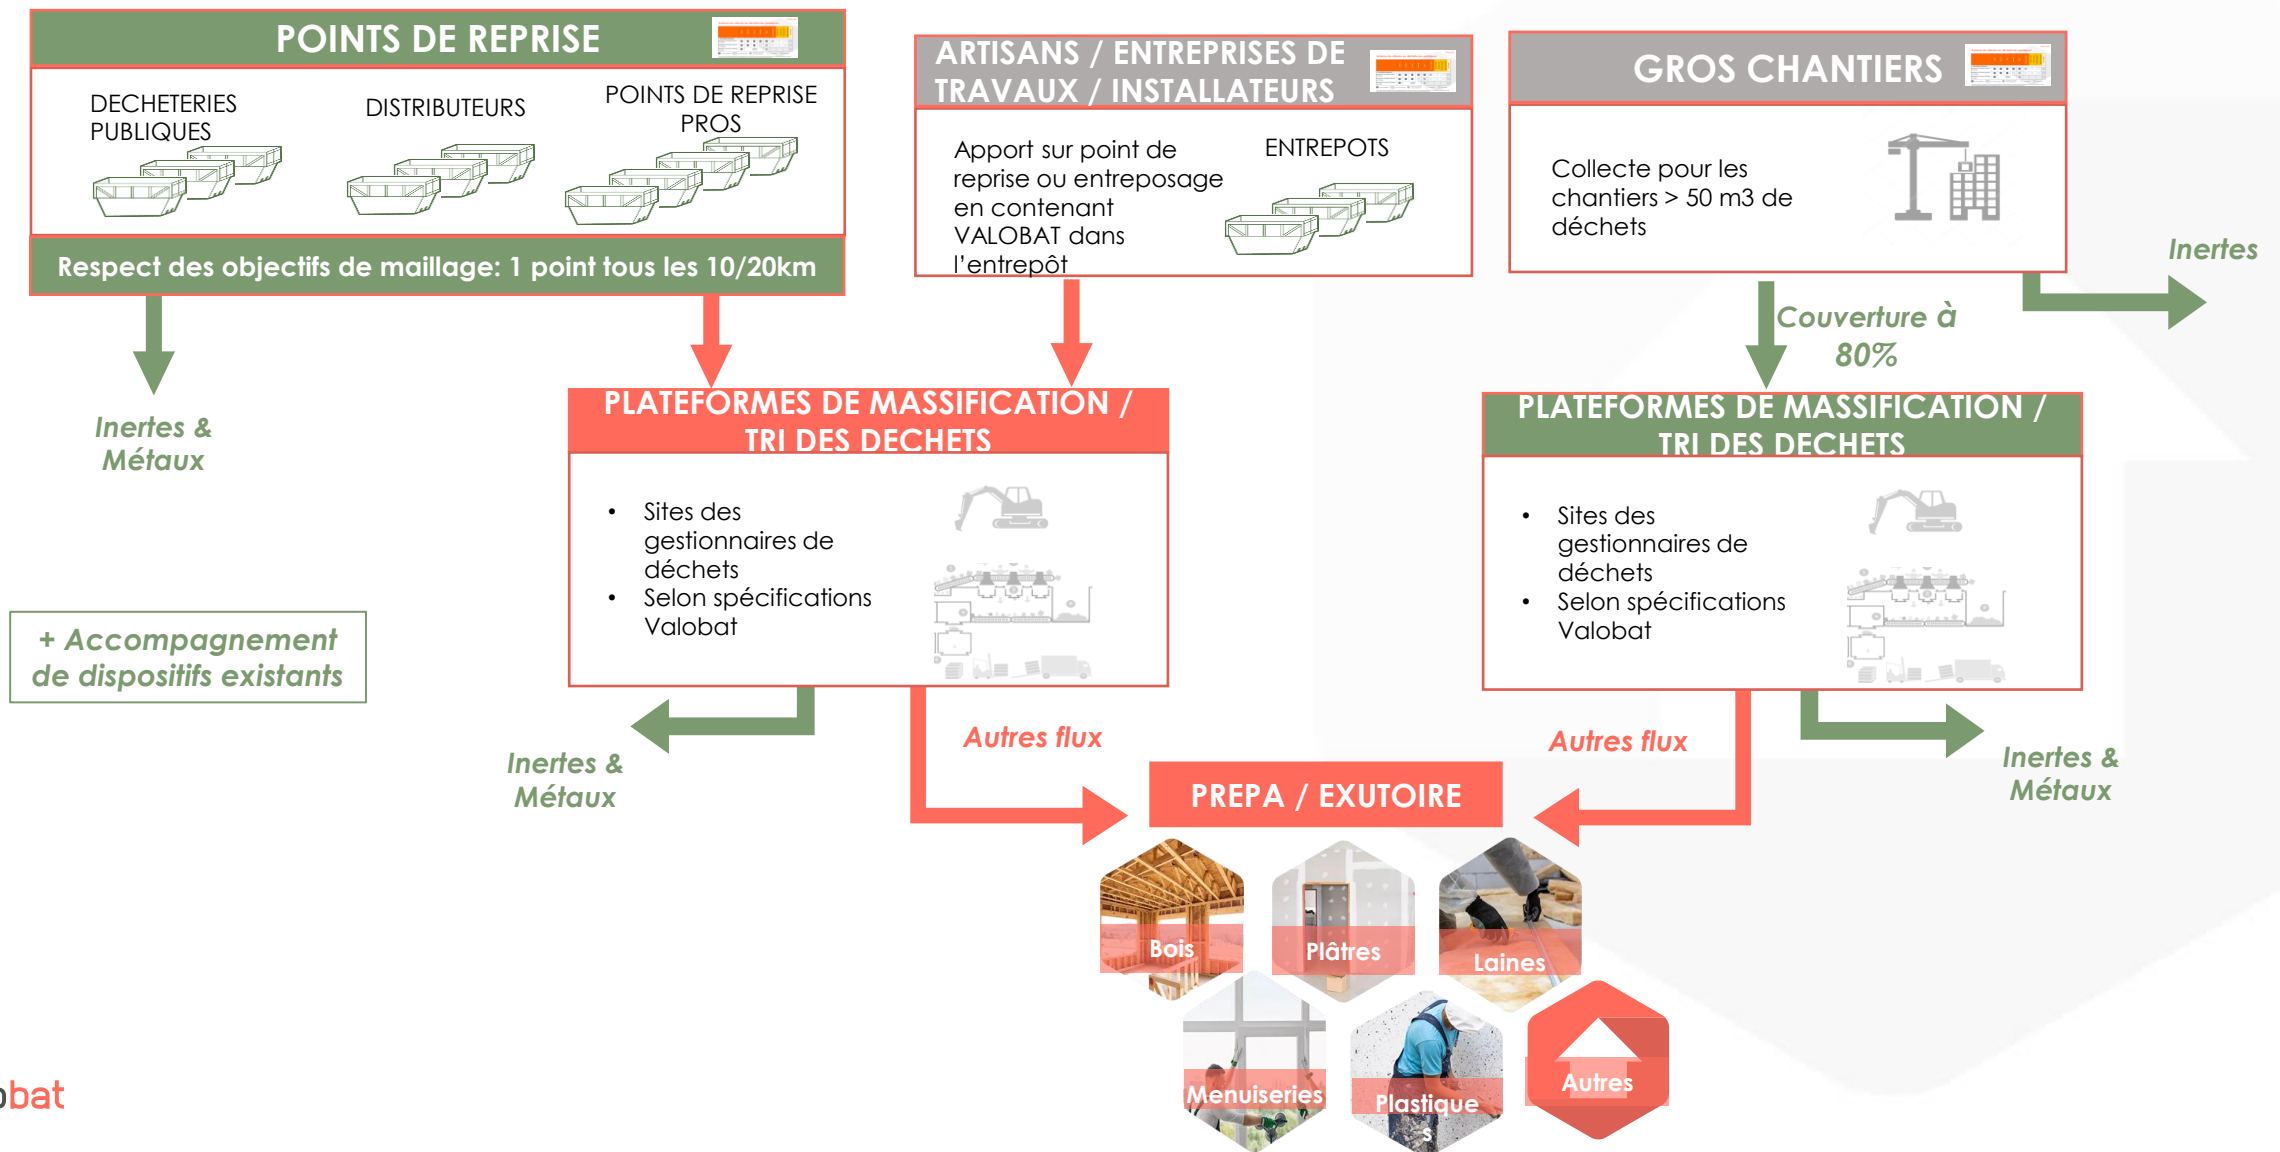 POINTS DE REPRISE
DECHETERIES
PUBLIQUES
DISTRIBUTEURS
POINTS DE REPRISE
PROS
Respect des objectifs de maillage: 1 point tous les 10/20km
ARTISANS / ENTREPRISES DE
TRAVAUX / INSTALLATEURS
Apport sur point de
reprise ou entreposage
en contenant
VALOBAT dans
l'entrepôt
ENTREPOTS
GROS CHANTIERS
Collecte pour les
chantiers > 50 m3 de
déchets
Inertes
Couverture à
80%
Inertes &
Métaux
PLATEFORMES DE MASSIFICATION /
TRI DES DECHETS
• Sites des
gestionnaires de
déchets
• Selon spécifications
Valobat
PLATEFORMES DE MASSIFICATION /
TRI DES DECHETS
• Sites des
gestionnaires de
déchets
• Selon spécifications
Valobat
+ Accompagnement
de dispositifs existants
Inertes &
Métaux
Autres flux
Autres flux
Inertes &
Métaux
PREPA / EXUTOIRE
Bois
Plâtres
Laines
Menuiseries
Plastique
s
Autres
obat